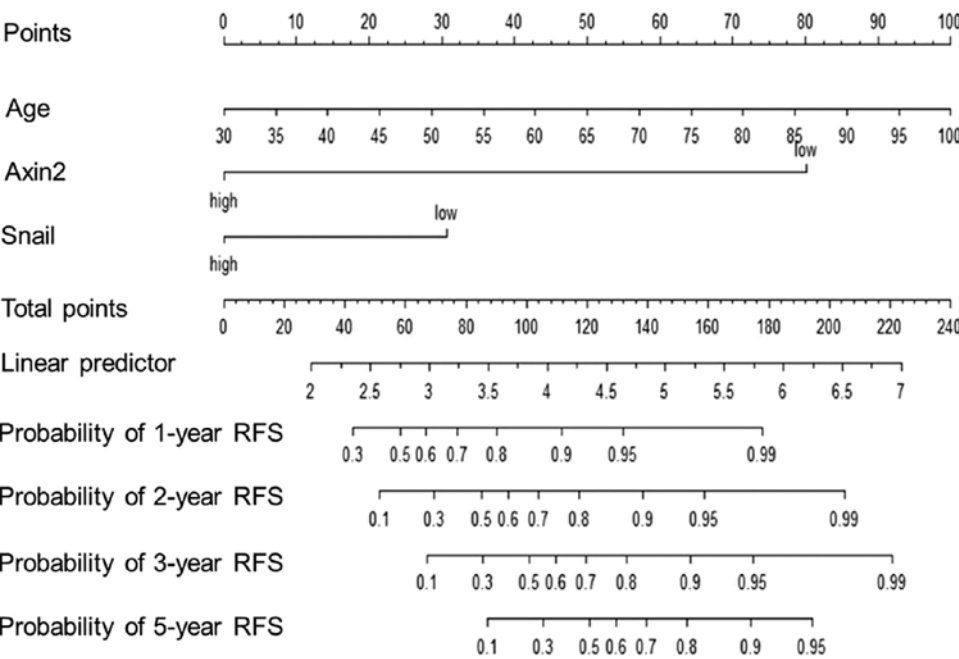 Points 0 10 20 30 40 50 60 70 80 90 100
Age
30 35 40 45 50 55 60 65 70 75 80 85 90 95 100
low
Axin2
high
low
Snail
high
Total points
0 20 40 60 80 100 120 140 160 180 200 220 240
Linear predictor
2 2.5 3 3.5 4 4.5 5 5.5 6 6.5 7
Probability of 1-year RFS
0.3 0.5 0.6 0.7 0.8 0.9 0.95 0.99
Probability of 2-year RFS
0.1 0.3 0.5 0.6 0.7 0.8 0.9 0.95 0.99
Probability of 3-year RFS
0.1 0.3 0.5 0.6 0.7 0.8 0.9 0.95 0.99
Probability of 5-year RFS
0.1 0.3 0.5 0.6 0.7 0.8 0.9 0.95